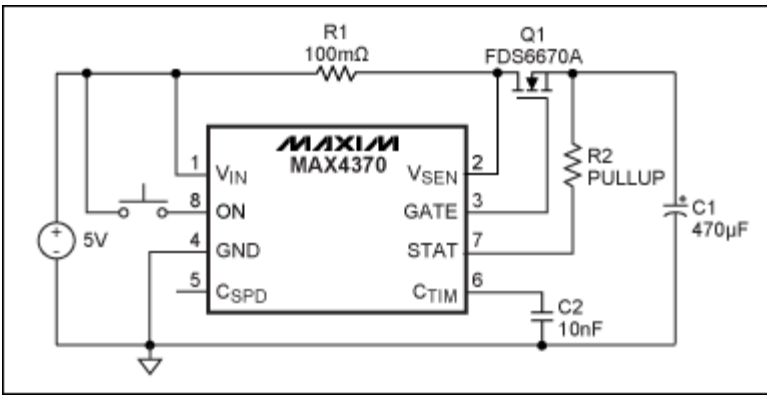 R1
100mΩ
Q1
FDS6670A
MAXIM
MAX4370
1
VIN
VSEN
2
8
ON
GATE
3
R2
PULLUP
C1
470µF
+
-
5V
4
GND
STAT
7
5
CSPD
CTIM
6
C2
10nF
+